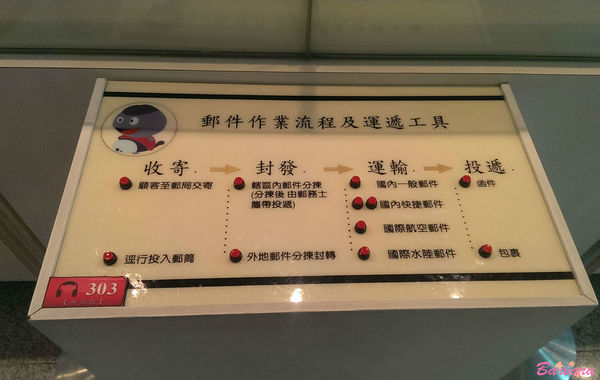 郵件作業流程及運遞工具
收寄 封發 運輸 投遞
顧客至郵局交寄
逕行投入郵筒
轄區內郵件分揀
(分揀後 由郵務士
攜帶投遞)
外地郵件分揀封轉
國內一般郵件
國內快捷郵件
國際航空郵件
國際水陸郵件
函件
包裹
303
Barbara